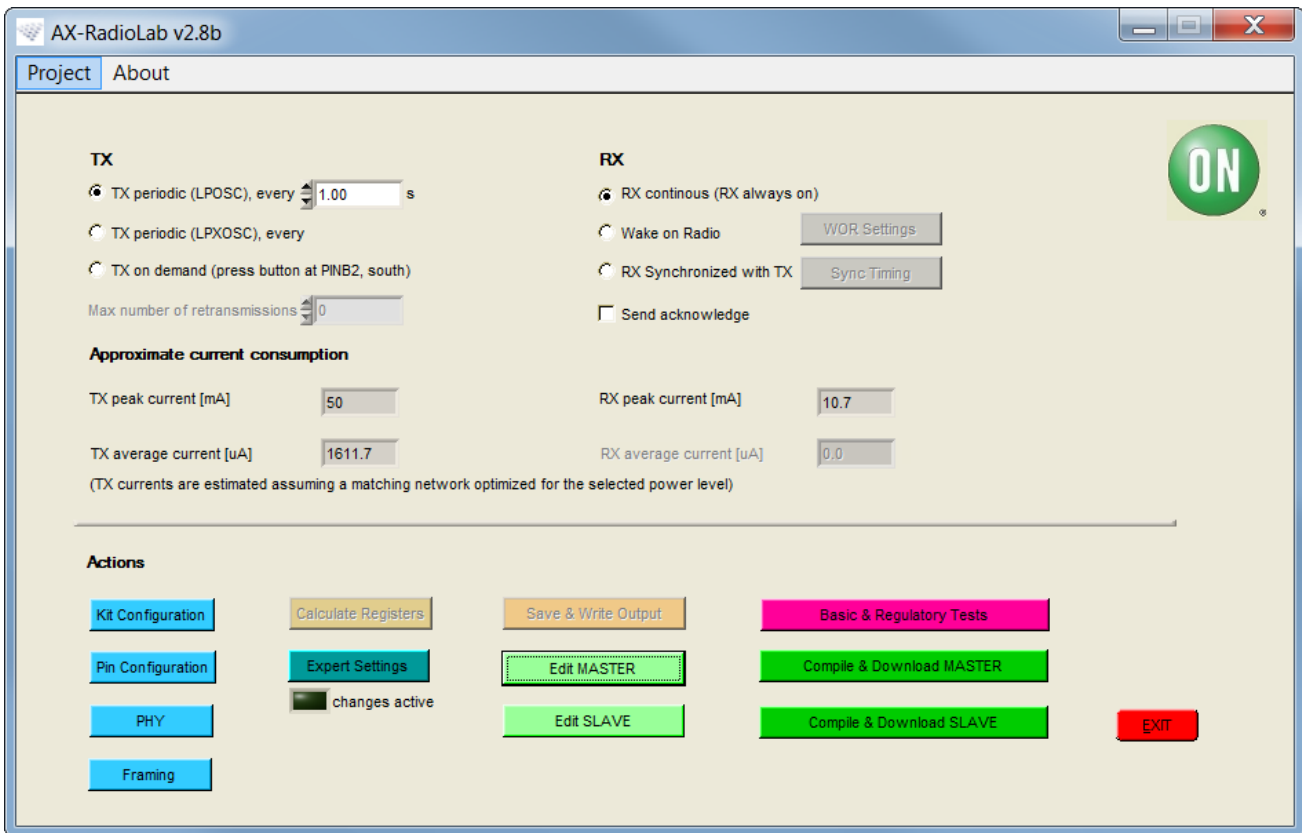 AX-RadioLab v2.8b
Project About
ON
TX
TX periodic (LPOSC), every 1.00 s
TX periodic (LPXOSC), every
TX on demand (press button at PINB2, south)
Max number of retransmissions 0
RX
RX continous (RX always on)
Wake on Radio WOR Settings
RX Synchronized with TX Sync Timing
Send acknowledge
Approximate current consumption
TX peak current [mA] 50
RX peak current [mA] 10.7
TX average current [uA] 1611.7
RX average current [uA] 0.0
(TX currents are estimated assuming a matching network optimized for the selected power level)
Actions
Kit Configuration Calculate Registers Save & Write Output Basic & Regulatory Tests
Pin Configuration Expert Settings Edit MASTER Compile & Download MASTER
changes active
PHY Edit SLAVE Compile & Download SLAVE EXIT
Framing